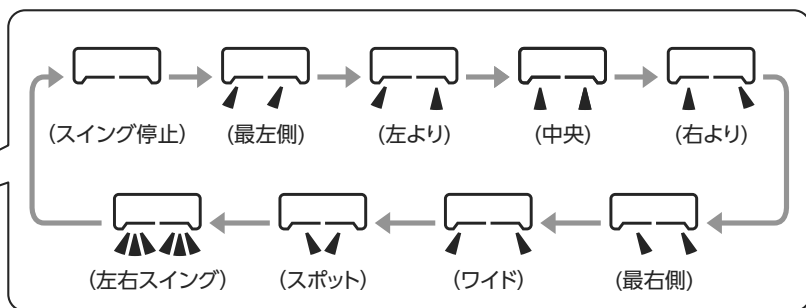 (スイング停止)
(最左側)
(左より)
(中央)
(右より)
(左右スイング)
(スポット)
(ワイド)
(最右側)